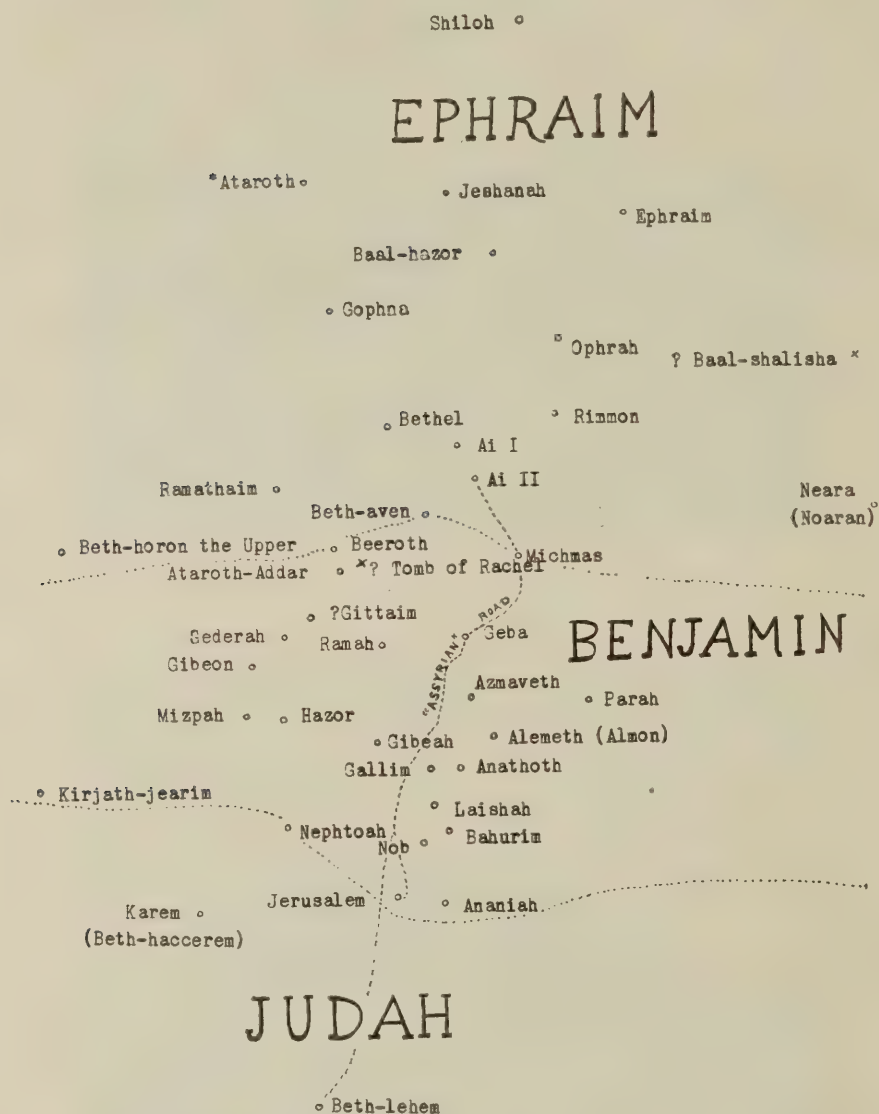 Shiloh
EPHRAIM
*Ataroth
Jeshanah
Ephraim
Baal-hazor
Gophna
Ophrah
? Baal-shalisha
Bethel
Rimmon
Ai I
Ai II
Ramathaim
Neara
(Noaran)
Beth-aven
Beth-horon the Upper
Beeroth
Michmas
Ataroth-Addar
? Tomb of Rachel
?Gittaim
"ASSYRIAN" ROAD
Gederah
Ramah
Geba
BENJAMIN
Gibeon
Azmaveth
Parah
Mizpah
Hazor
Gibeah
Alemeth (Almon)
Gallim
Anathoth
Kirjath-jearim
Laishah
Nephtoah
Nob
Bahurim
Jerusalem
Ananiah
Karem
(Beth-haccerem)
JUDAH
Beth-lehem